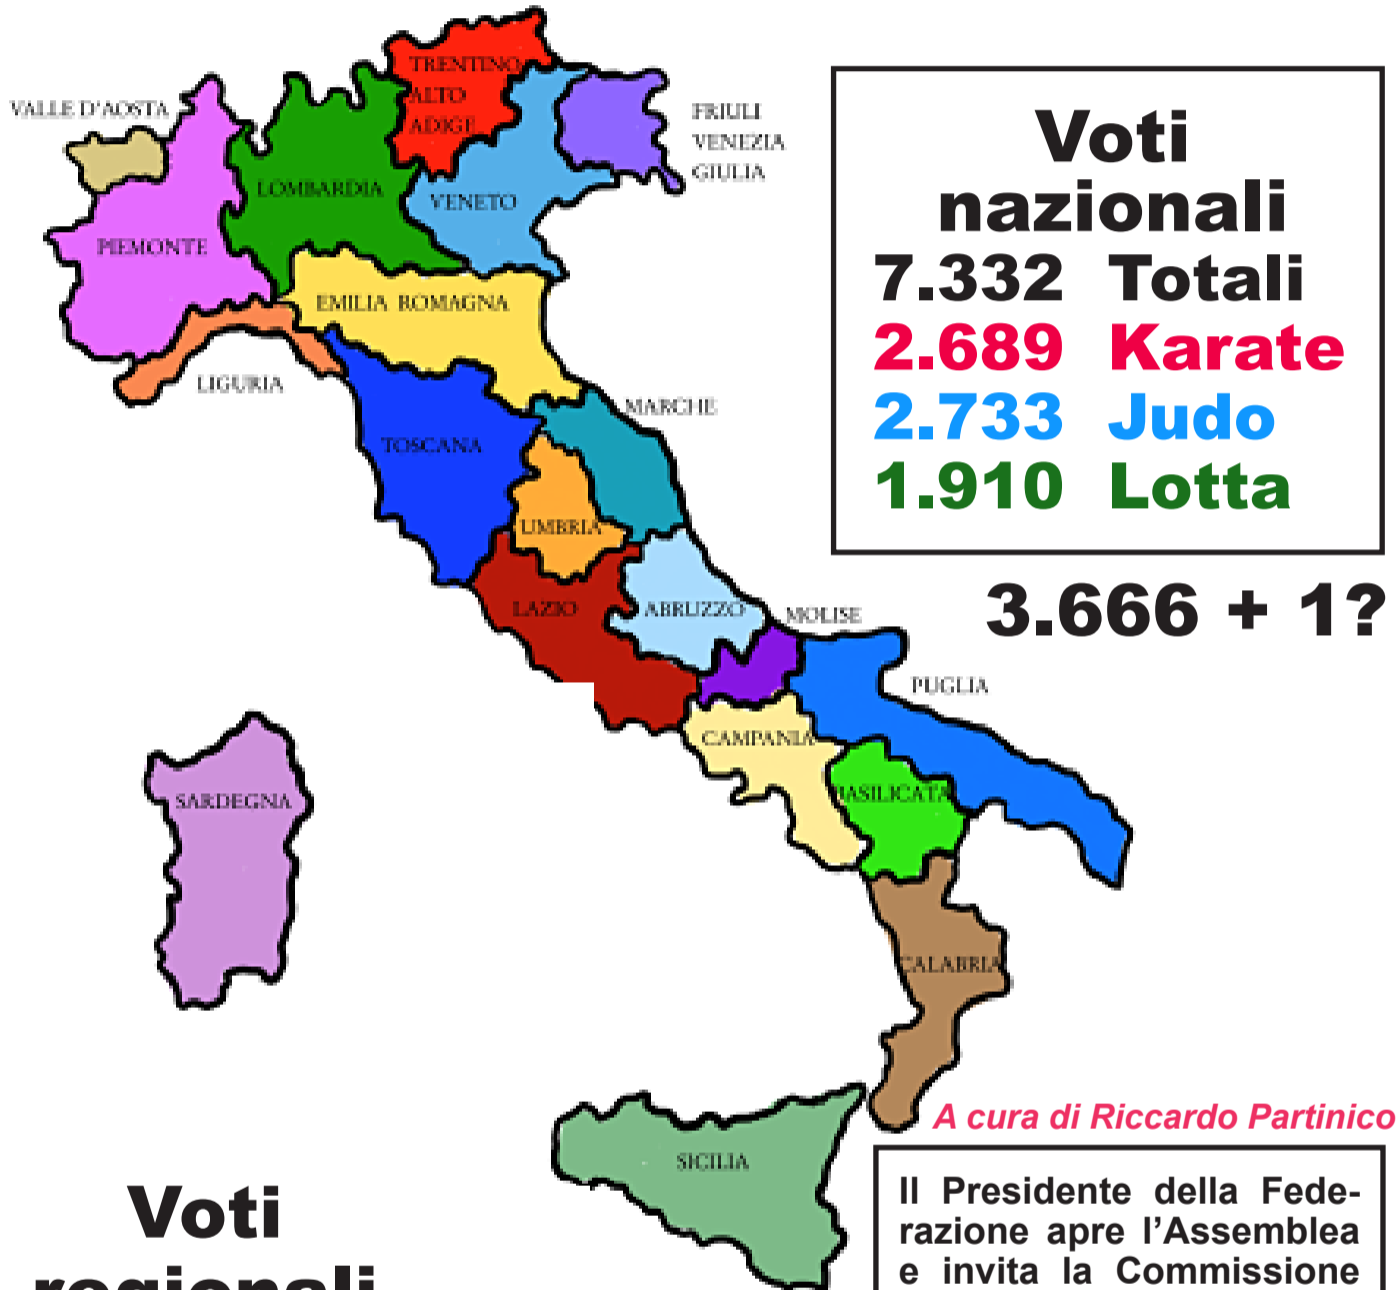 TRENTINO
ALTO
ADIGE
VALLE D'AOSTA
FRIULI
VENEZIA
GIULIA
LOMBARDIA
VENETO
PIEMONTE
EMILIA ROMAGNA
LIGURIA
MARCHE
TOSCANA
UMBRIA
LAZIO
ABRUZZO
MOLISE
PUGLIA
CAMPANIA
BASILICATA
SARDEGNA
CALABRIA
SICILIA
Voti
nazionali
7.332 Totali
2.689 Karate
2.733 Judo
1.910 Lotta
3.666 + 1?
A cura di Riccardo Partinico
Il Presidente della Fede-
razione apre l'Assemblea
e invita la Commissione
Voti
regionali